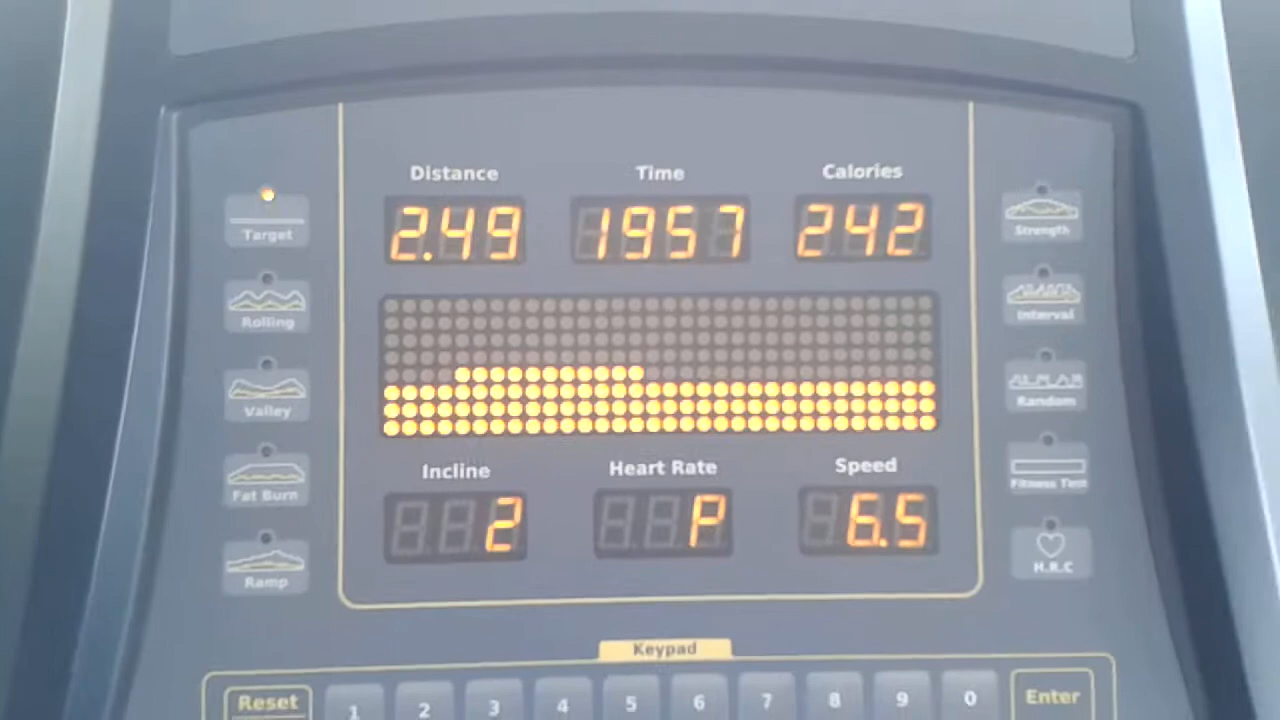 Distance Time Calories
2.49 1957 242
Target
Strength
Rolling
Interval
Valley
Random
Incline Heart Rate Speed
Fat Burn
Fitness Test
2 P 6.5
Ramp
H.R.C
Keypad
Reset 1 2 3 4 5 6 7 8 9 0 Enter